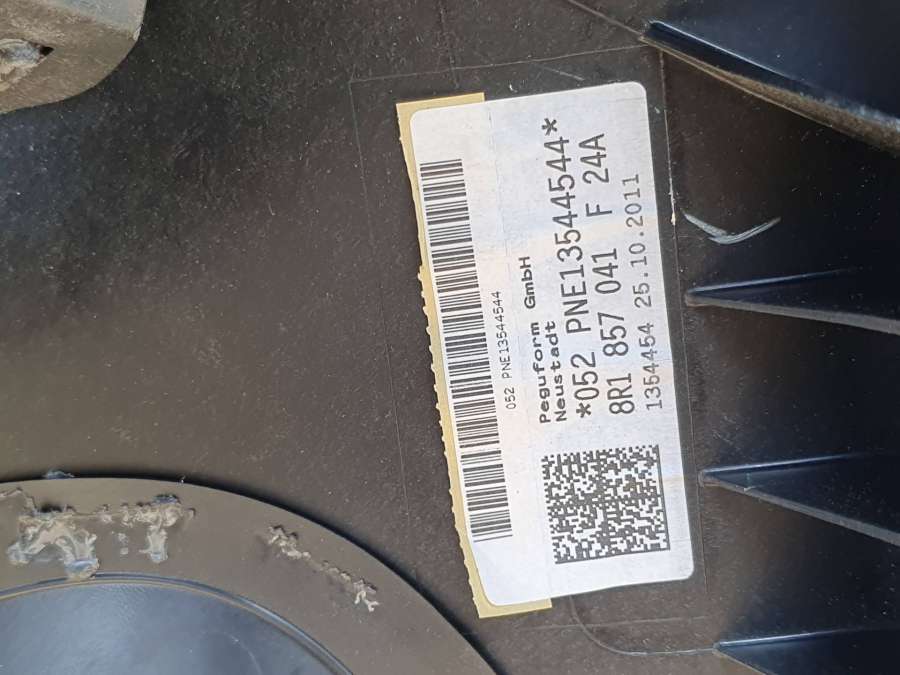 052 PNE13544544
Peguform GmbH
Neustadt
*052 PNE13544544*
8R1 857 041 F 24A
1354454 25.10.2011